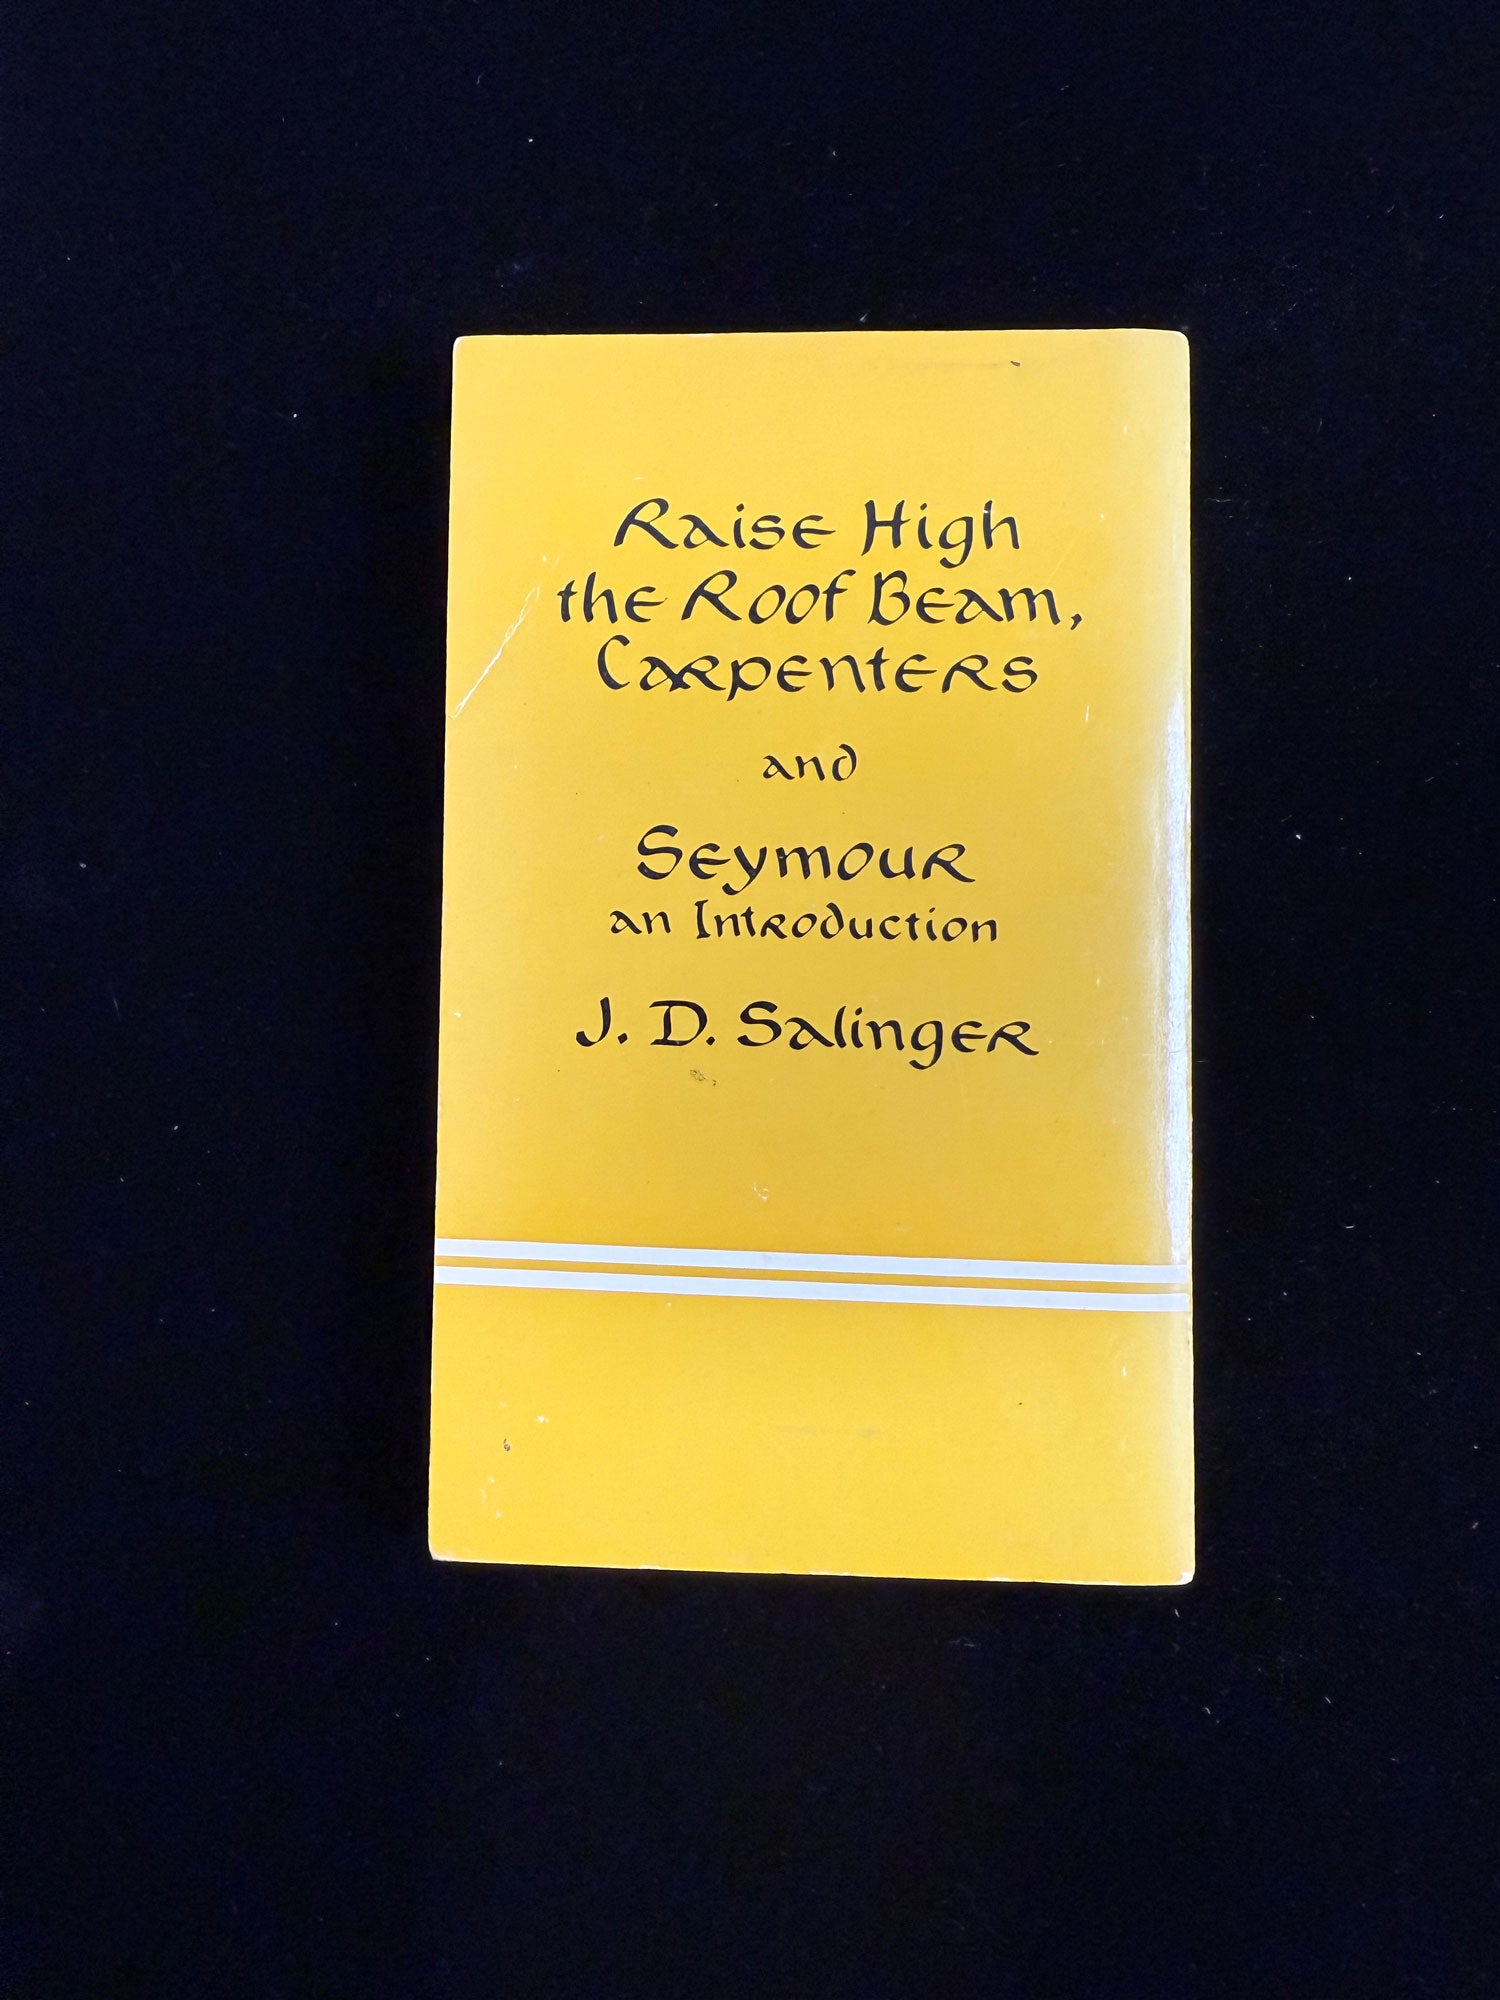 Raise High
the Roof Beam,
Carpenters
and
Seymour
an Introduction
J. D. Salinger